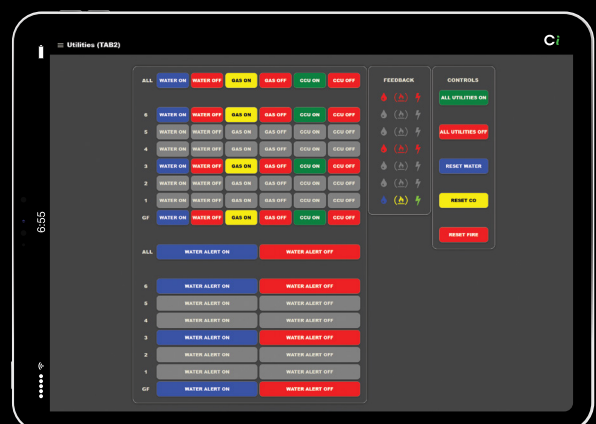 Ci
≡ Utilities (TAB2)
ALL WATER ON WATER OFF GAS ON GAS OFF CCU ON CCU OFF
6 WATER ON WATER OFF GAS ON GAS OFF CCU ON CCU OFF
5 WATER ON WATER OFF GAS ON GAS OFF CCU ON CCU OFF
4 WATER ON WATER OFF GAS ON GAS OFF CCU ON CCU OFF
3 WATER ON WATER OFF GAS ON GAS OFF CCU ON CCU OFF
2 WATER ON WATER OFF GAS ON GAS OFF CCU ON CCU OFF
1 WATER ON WATER OFF GAS ON GAS OFF CCU ON CCU OFF
GF WATER ON WATER OFF GAS ON GAS OFF CCU ON CCU OFF
ALL WATER ALERT ON WATER ALERT OFF
6 WATER ALERT ON WATER ALERT OFF
5 WATER ALERT ON WATER ALERT OFF
4 WATER ALERT ON WATER ALERT OFF
3 WATER ALERT ON WATER ALERT OFF
2 WATER ALERT ON WATER ALERT OFF
1 WATER ALERT ON WATER ALERT OFF
GF WATER ALERT ON WATER ALERT OFF
FEEDBACK
CONTROLS
ALL UTILITIES ON
ALL UTILITIES OFF
RESET WATER
RESET CO
RESET FIRE
6:55